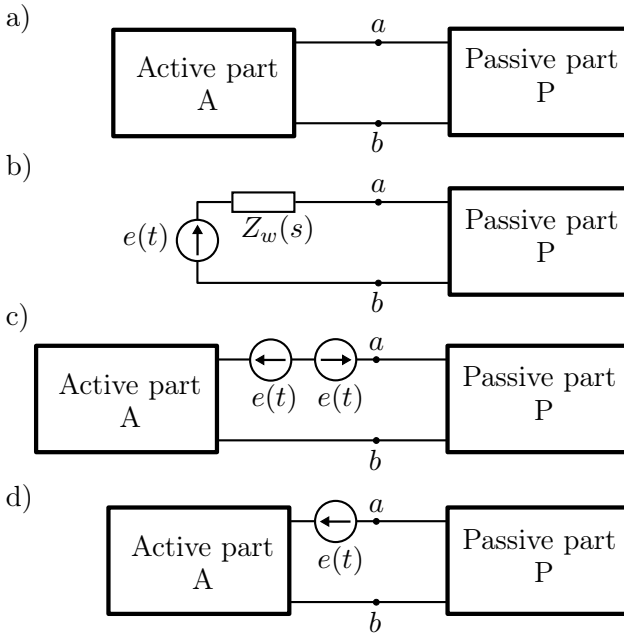 a)
a
Active part
A
Passive part
P
b
b)
a
e(t)
Z_w(s)
Passive part
P
b
c)
a
Active part
A
e(t) e(t)
Passive part
P
b
d)
a
Active part
A
e(t)
Passive part
P
b